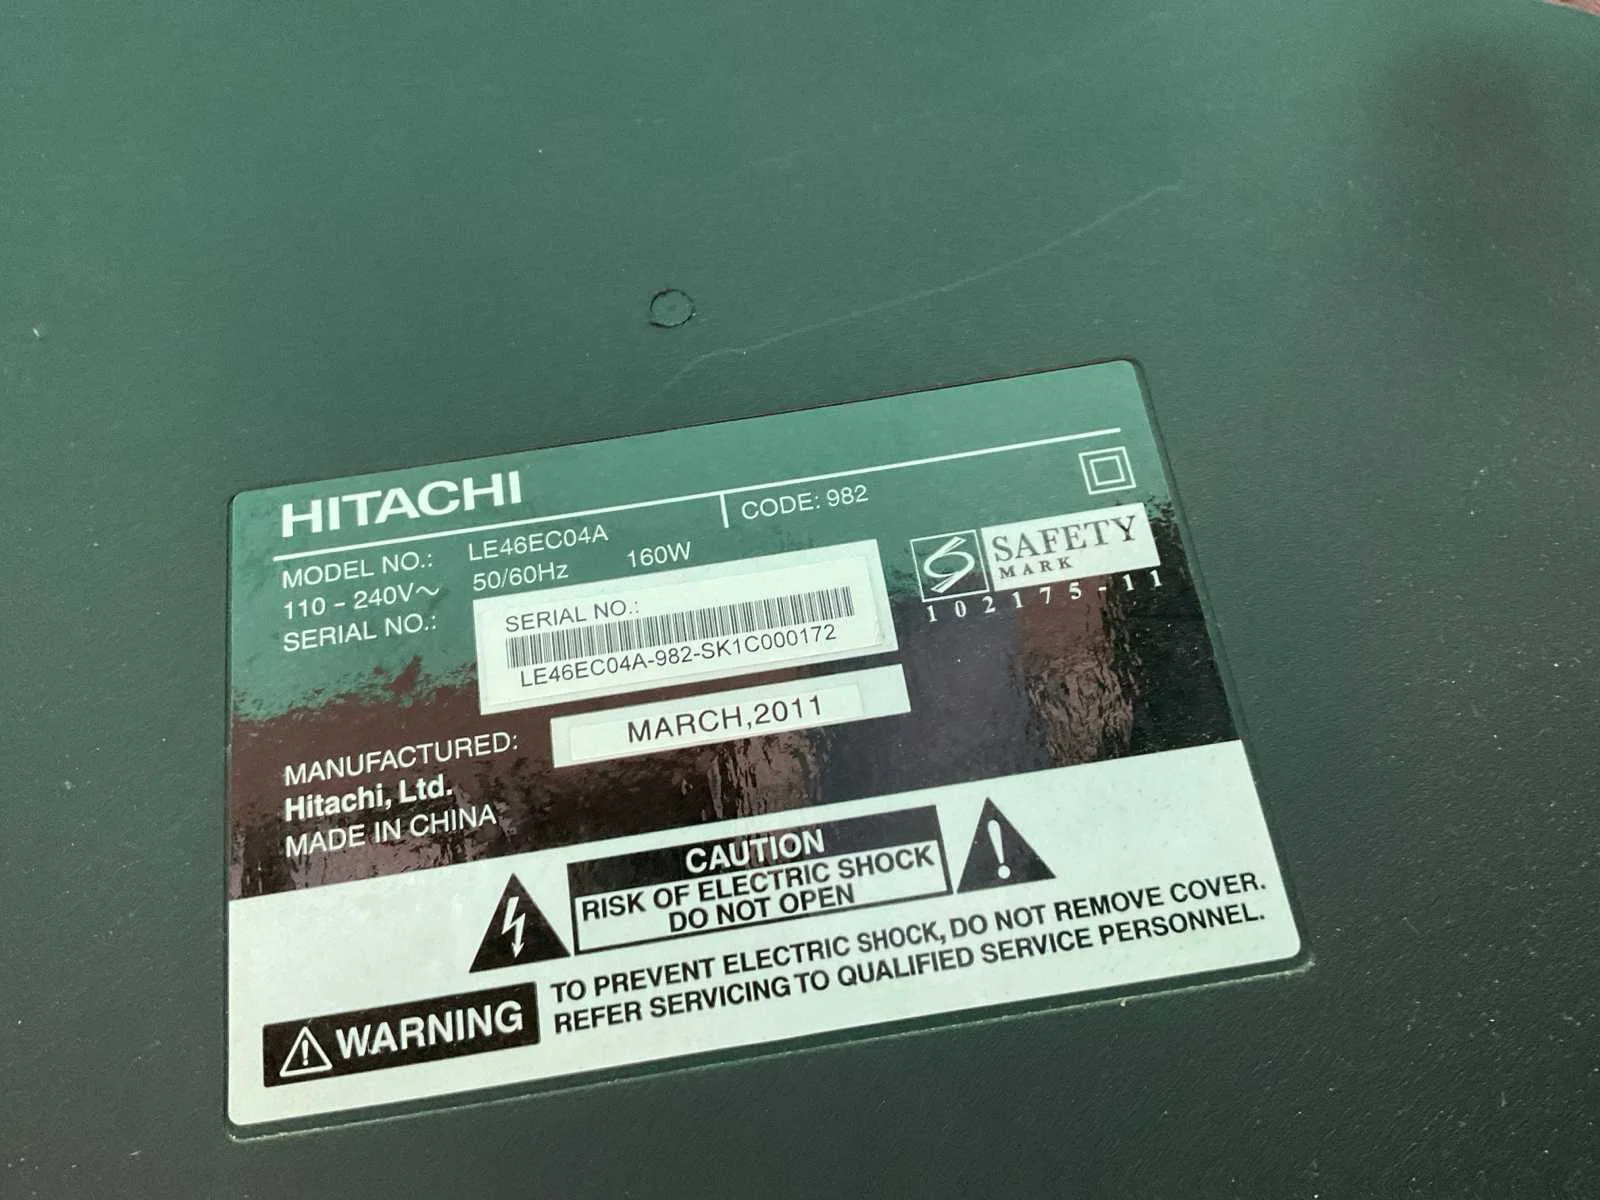 HITACHI
MODEL NO.: LE46EC04A CODE: 982
110 - 240V~ 50/60Hz 160W
SERIAL NO.:
SERIAL NO.:
LE46EC04A-982-SK1C000172
SAFETY
MARK
102175-11
MANUFACTURED: MARCH,2011
Hitachi, Ltd.
MADE IN CHINA
CAUTION
RISK OF ELECTRIC SHOCK
DO NOT OPEN
WARNING
TO PREVENT ELECTRIC SHOCK, DO NOT REMOVE COVER.
REFER SERVICING TO QUALIFIED SERVICE PERSONNEL.